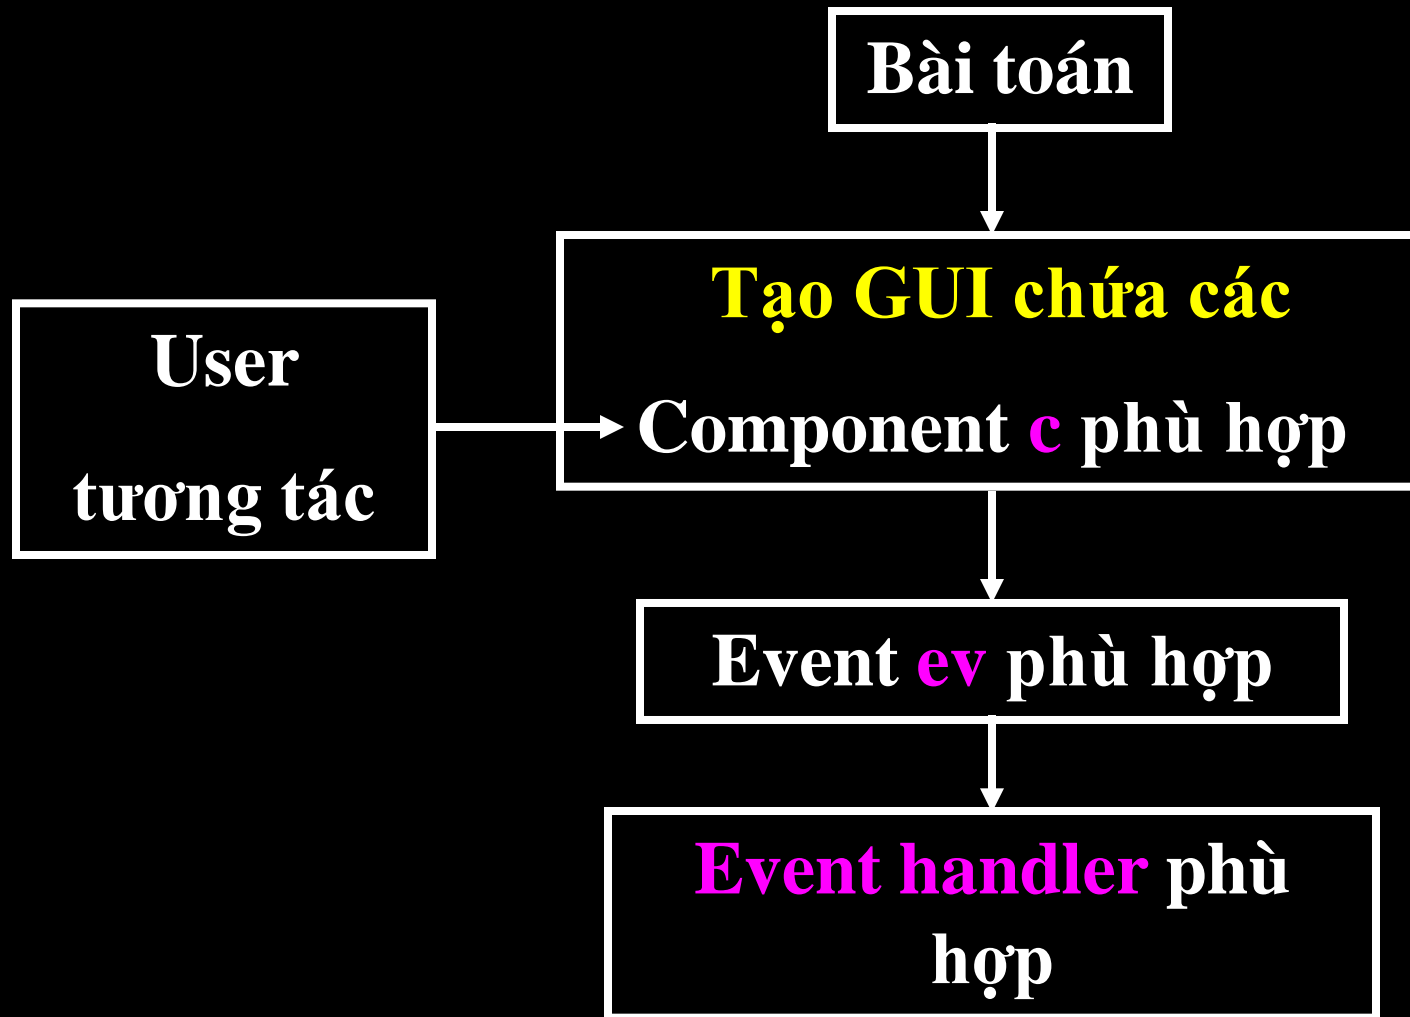 Bài toán
Tạo GUI chứa các
Component c phù hợp
User
tương tác
Event ev phù hợp
Event handler phù
hợp